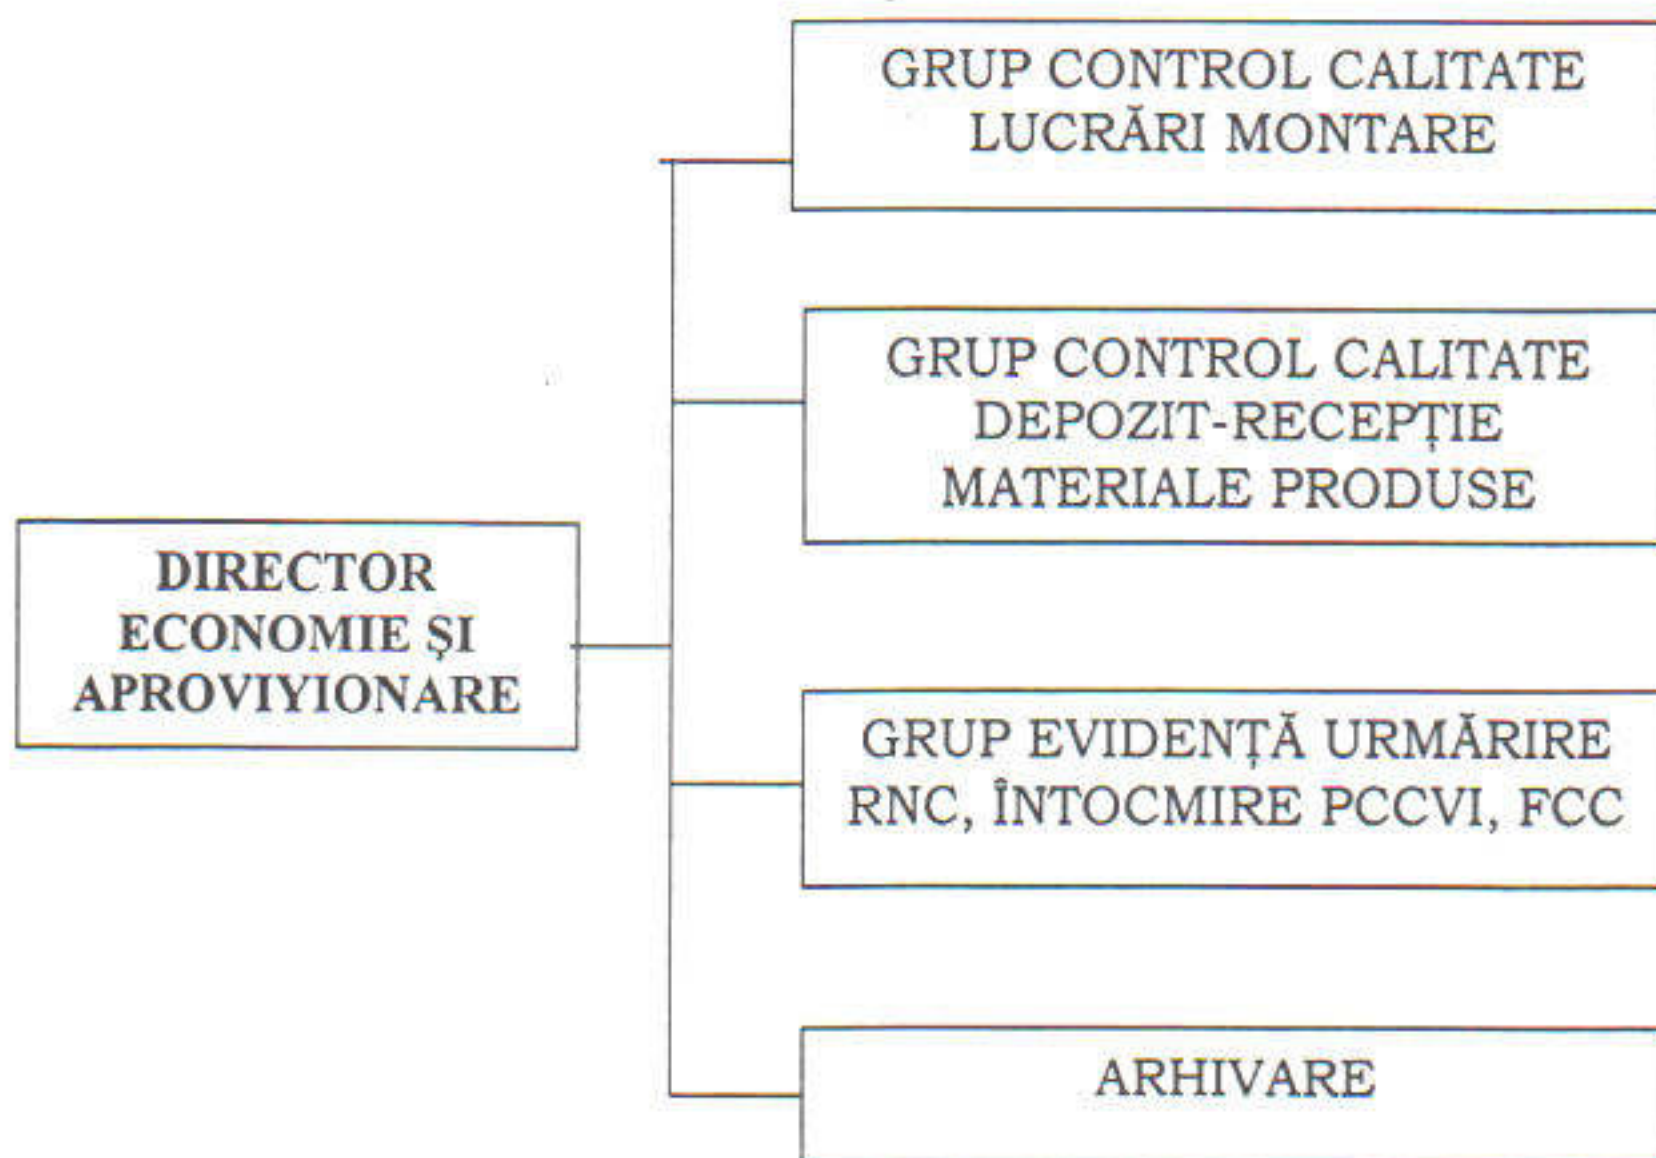 GRUP CONTROL CALITATE
LUCRĂRI MONTARE
GRUP CONTROL CALITATE
DEPOZIT-RECEPȚIE
MATERIALE PRODUSE
DIRECTOR
ECONOMIE ȘI
APROVIYIONARE
GRUP EVIDENȚĂ URMĂRIRE
RNC, ÎNTOCMIRE PCCVI, FCC
ARHIVARE